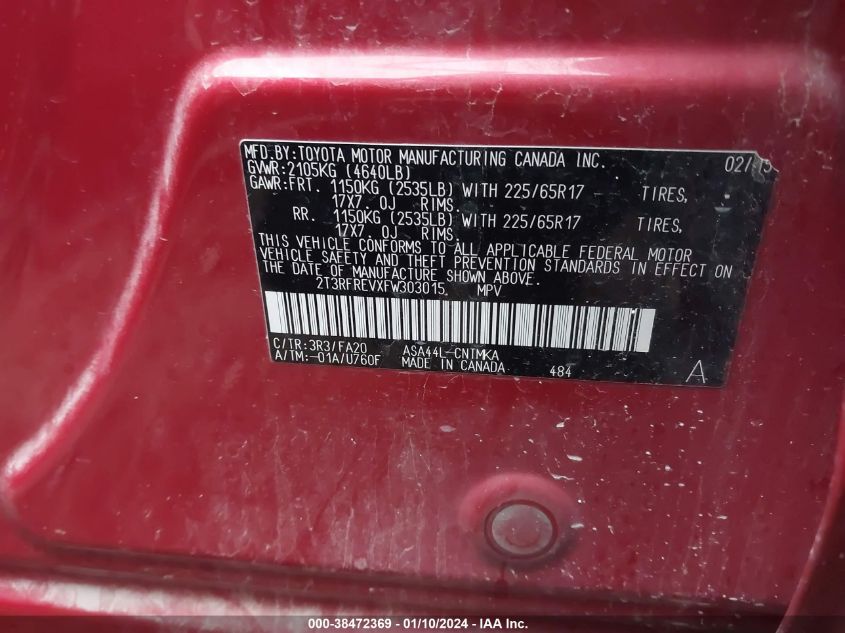 MFD.BY:TOYOTA MOTOR MANUFACTURING CANADA INC. 02/15
GVWR:2105KG (4640LB)
GAWR:FRT. 1150KG (2535LB) WITH 225/65R17 TIRES,
17X7.0J RIMS.
RR. 1150KG (2535LB) WITH 225/65R17 TIRES,
17X7.0J RIMS.
THIS VEHICLE CONFORMS TO ALL APPLICABLE FEDERAL MOTOR
VEHICLE SAFETY AND THEFT PREVENTION STANDARDS IN EFFECT ON
THE DATE OF MANUFACTURE SHOWN ABOVE.
2T3RFREVXFW303015 MPV
C/TR:3R3/FA20 ASA44L-CNTMKA
A/TM:-01A/U760F MADE IN CANADA 484 A
000-38472369 - 01/10/2024 - IAA Inc.